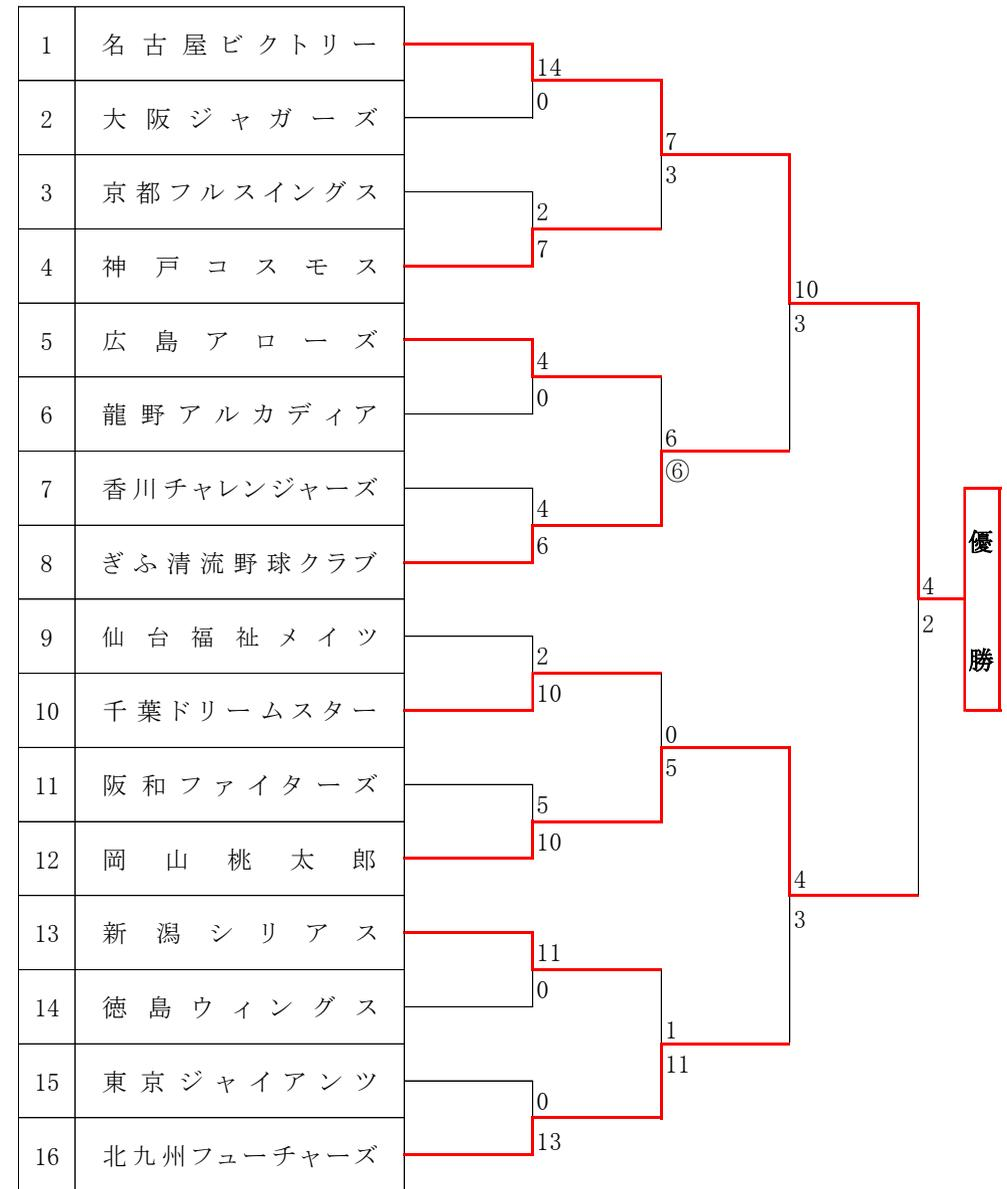 1 名古屋ビクトリー
14
0
2 大阪ジャガーズ
7
3
3 京都フルスイングス
2
7
4 神戸コスモス
10
3
5 広島アローズ
4
0
6 龍野アルカディア
6
⑥
7 香川チャレンジャーズ
4
6
8 ぎふ清流野球クラブ
優勝
4
2
9 仙台福祉メイツ
2
10
10 千葉ドリームスター
0
5
11 阪和ファイターズ
5
10
12 岡山桃太郎
4
3
13 新潟シリアス
11
0
14 徳島ウィングス
1
11
15 東京ジャイアンツ
0
13
16 北九州フューチャーズ